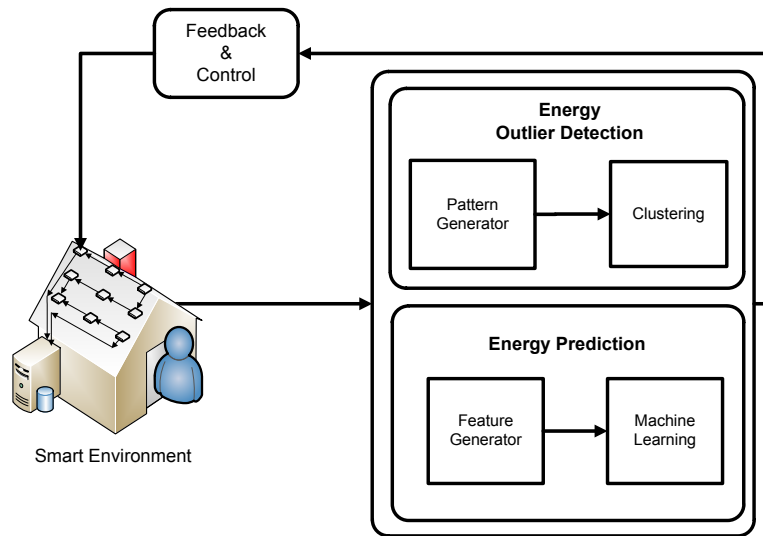 Feedback
&
Control
Energy
Outlier Detection
Pattern
Generator
Clustering
Energy Prediction
Feature
Generator
Machine
Learning
Smart Environment